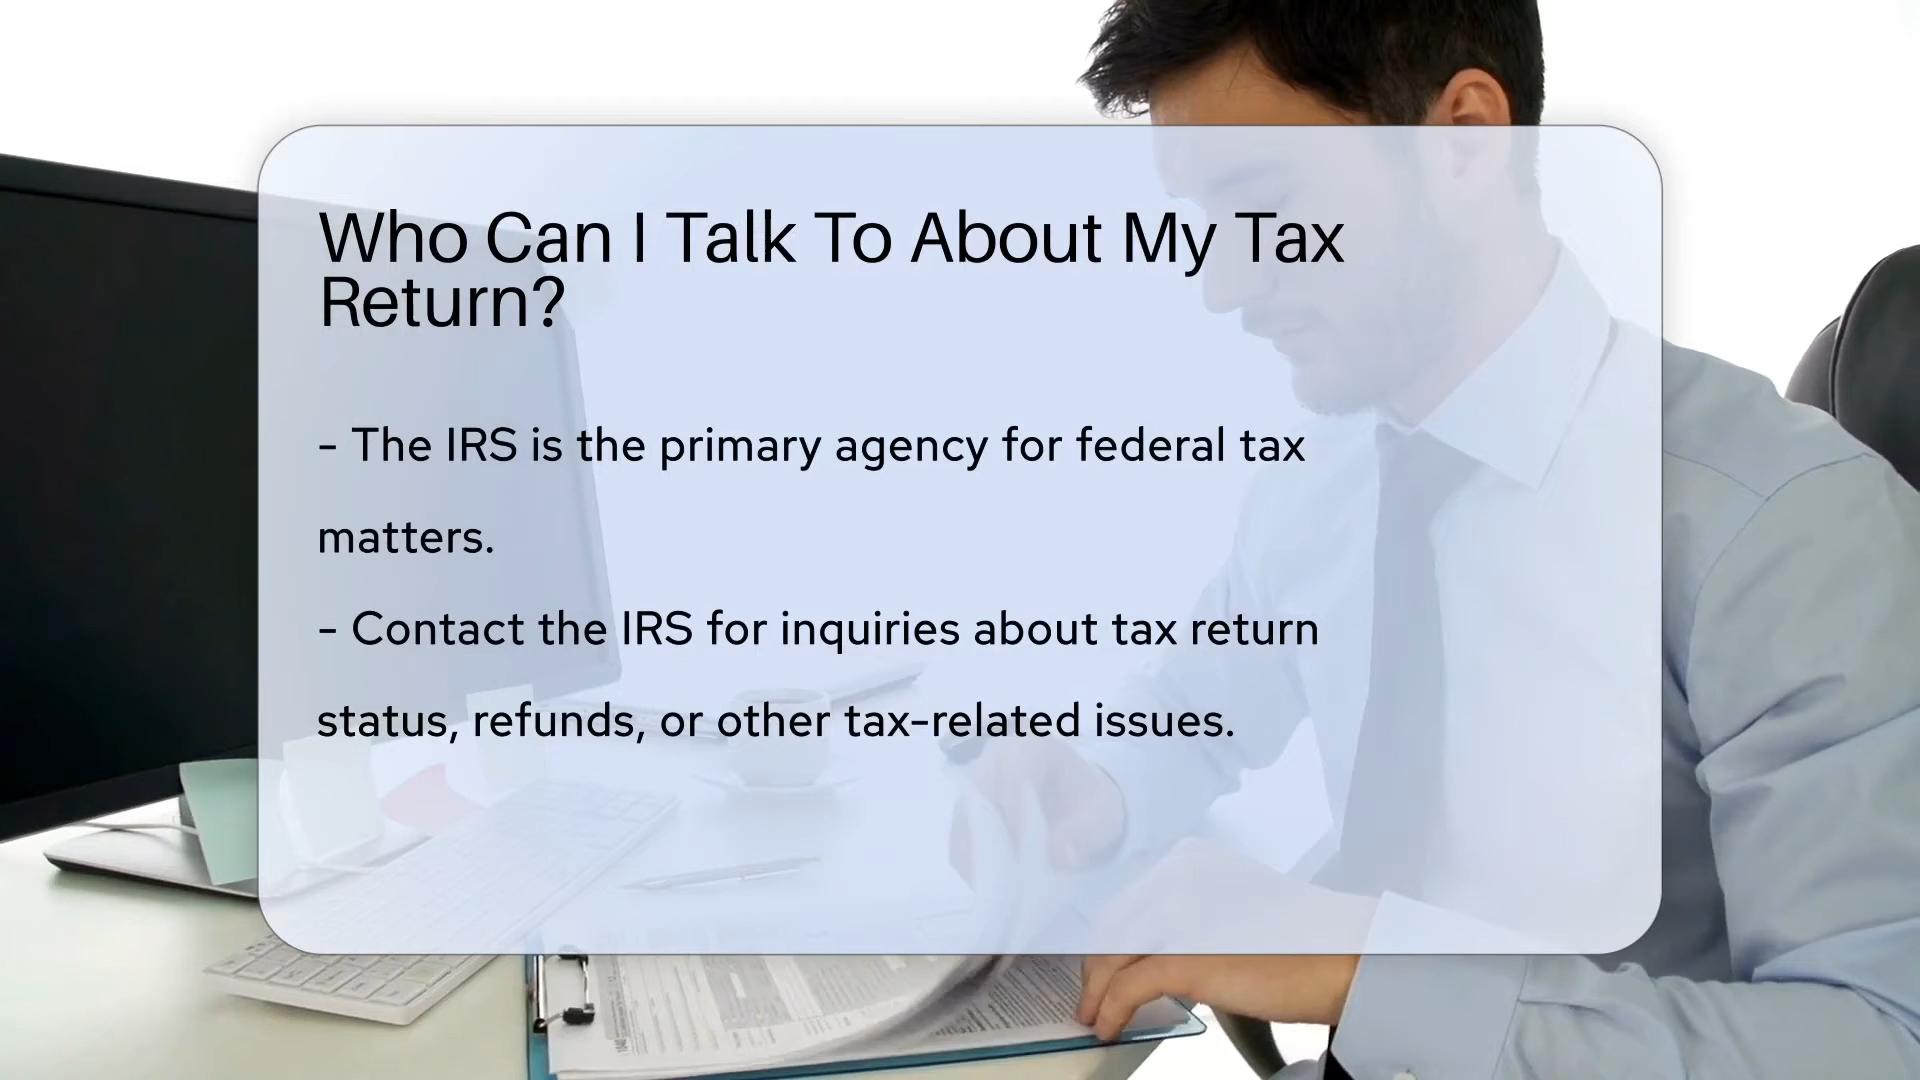 Who Can I Talk To About My Tax
Return?
- The IRS is the primary agency for federal tax
matters.
- Contact the IRS for inquiries about tax return
status, refunds, or other tax-related issues.